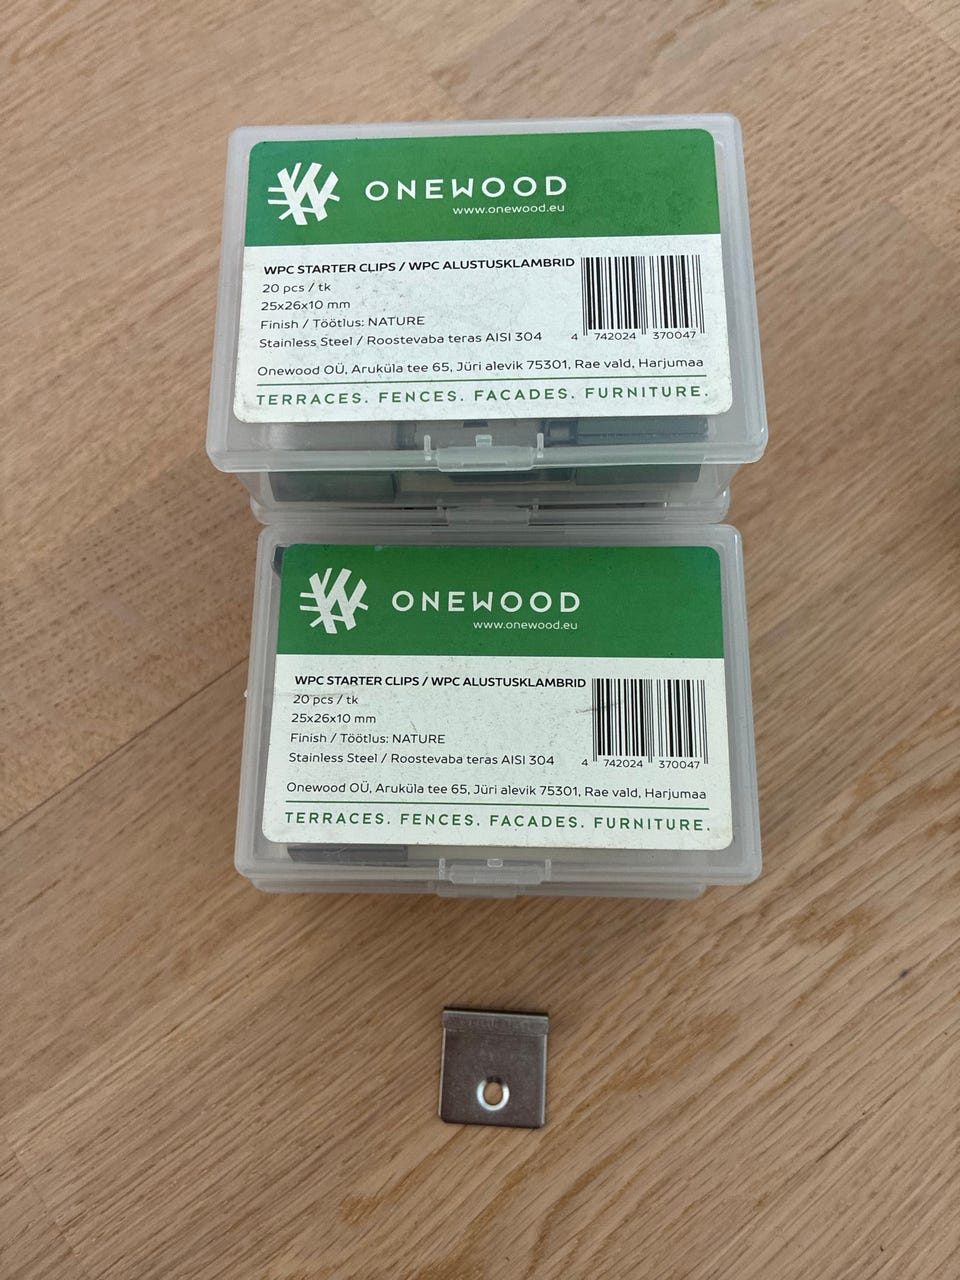 ONEWOOD
www.onewood.eu
WPC STARTER CLIPS / WPC ALUSTUSKLAMBRID
20 pcs / tk
25x26x10 mm
Finish / Töötlus: NATURE
Stainless Steel / Roostevaba teras AISI 304
4 742024 370047
Onewood OÜ, Aruküla tee 65, Jüri alevik 75301, Rae vald, Harjumaa
TERRACES. FENCES. FACADES. FURNITURE.
ONEWOOD
www.onewood.eu
WPC STARTER CLIPS / WPC ALUSTUSKLAMBRID
20 pcs / tk
25x26x10 mm
Finish / Töötlus: NATURE
Stainless Steel / Roostevaba teras AISI 304
4 742024 370047
Onewood OÜ, Aruküla tee 65, Jüri alevik 75301, Rae vald, Harjumaa
TERRACES. FENCES. FACADES. FURNITURE.